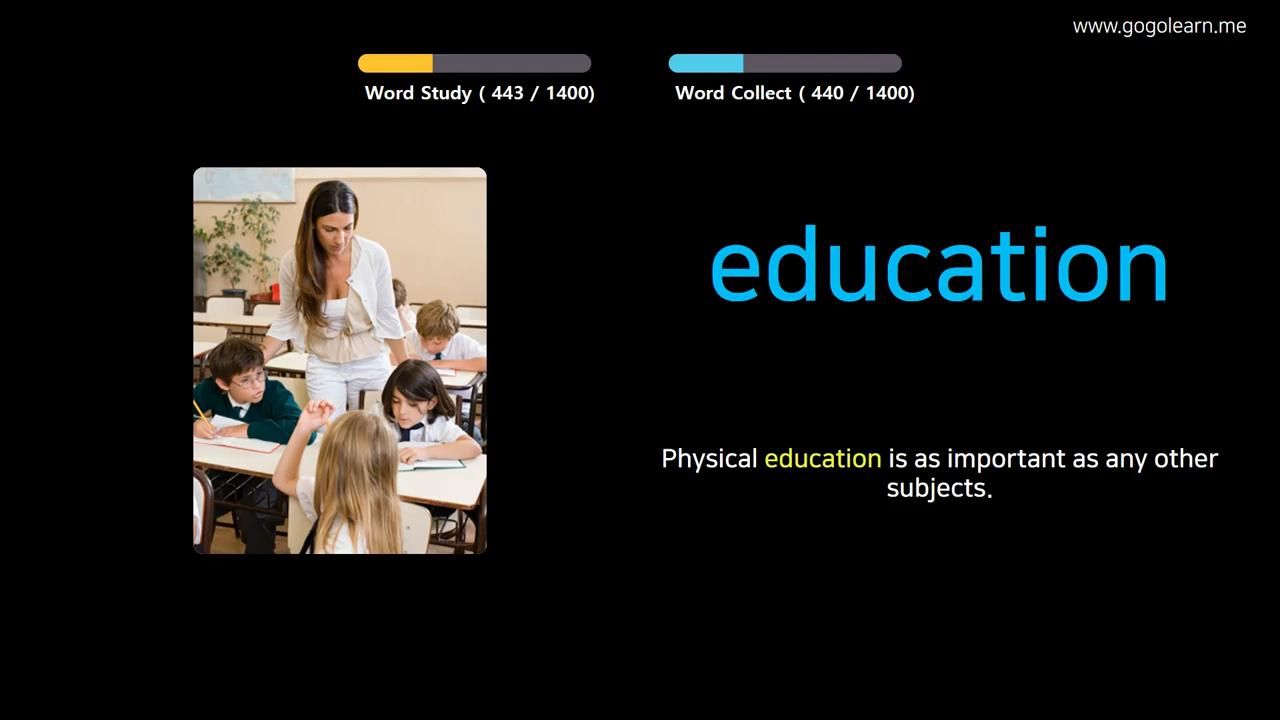 www.gogolearn.me
Word Study ( 443 / 1400)
Word Collect ( 440 / 1400)
education
Physical education is as important as any other
subjects.